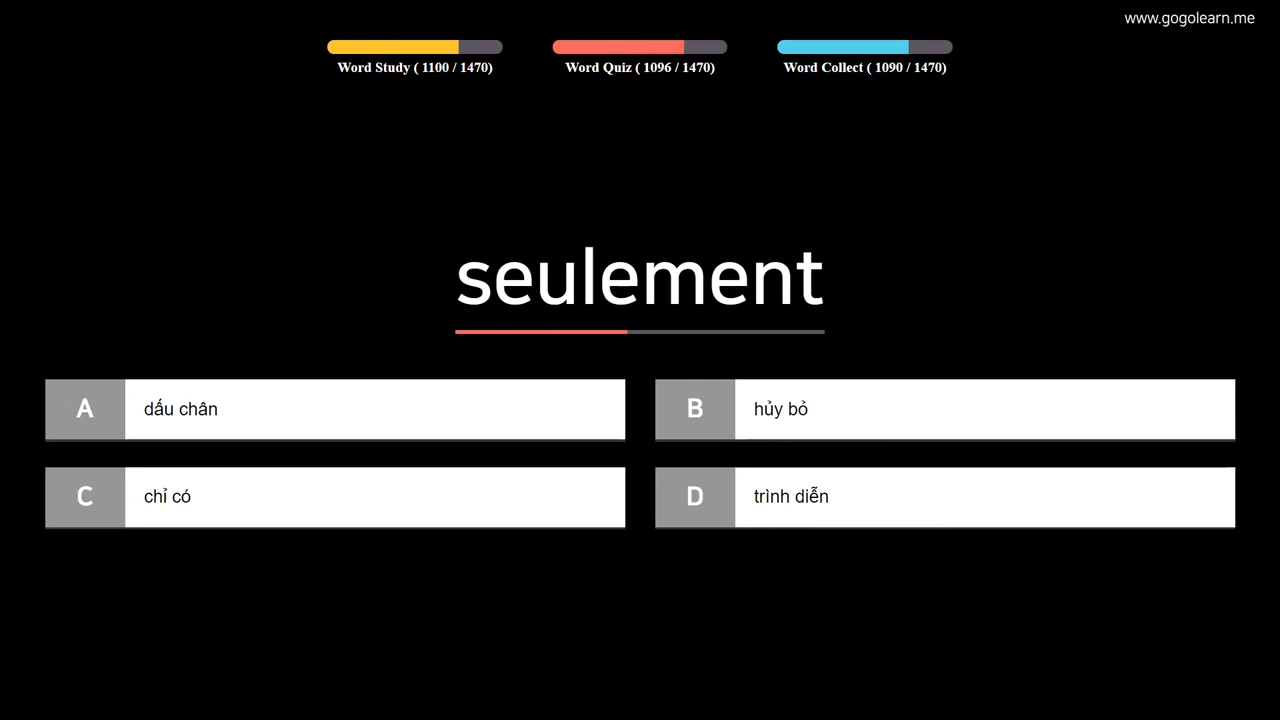 www.gogolearn.me
Word Study ( 1100 / 1470)
Word Quiz ( 1096 / 1470)
Word Collect ( 1090 / 1470)
seulement
A dấu chân
B hủy bỏ
C chỉ có
D trình diễn